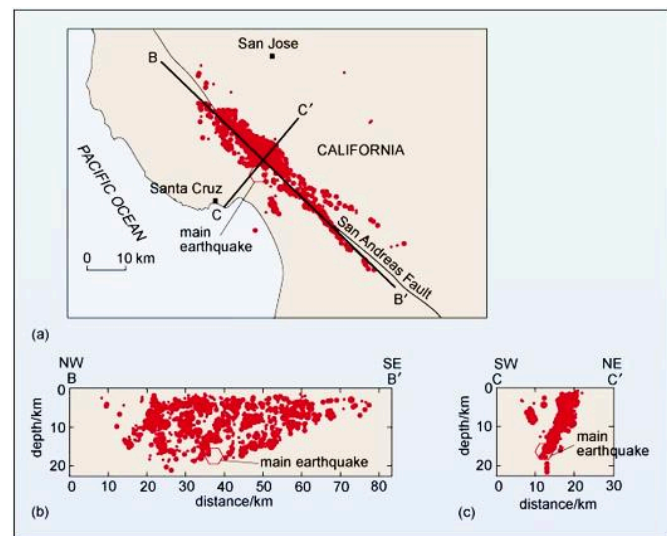 San Jose
B
C′
CALIFORNIA
PACIFIC OCEAN
Santa Cruz
C
main
earthquake
San Andreas Fault
0 10 km
B′
(a)
NW
B
SE
B′
0
10
20
depth/km
main earthquake
0 10 20 30 40 50 60 70 80
distance/km
(b)
SW
C
NE
C′
0
10
20
depth/km
main
earthquake
0 10 20 30
distance/km
(c)